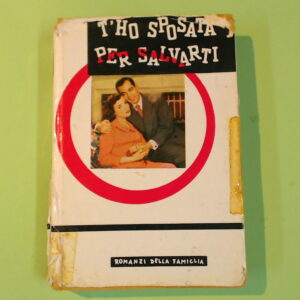 T'HO SPOSATA
PER SALVARTI
ROMANZI DELLA FAMIGLIA